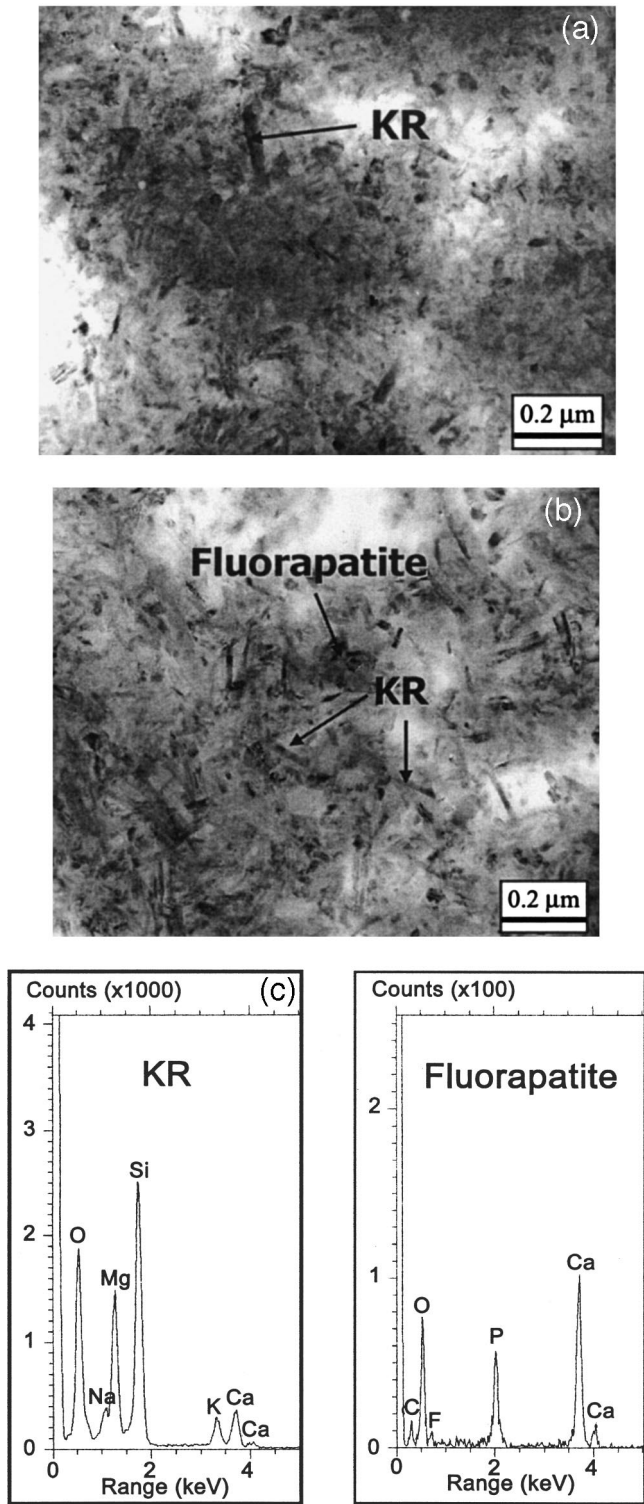 (a)
KR
0.2 µm
(b)
Fluorapatite
KR
0.2 µm
Counts (x1000)
(c)
4
KR
3
Si
2
O
Mg
1
Na
K
Ca
Ca
0
0
2
4
Range (keV)
Counts (x100)
2
Fluorapatite
1
Ca
O
P
C
F
Ca
0
0
2
4
Range (keV)